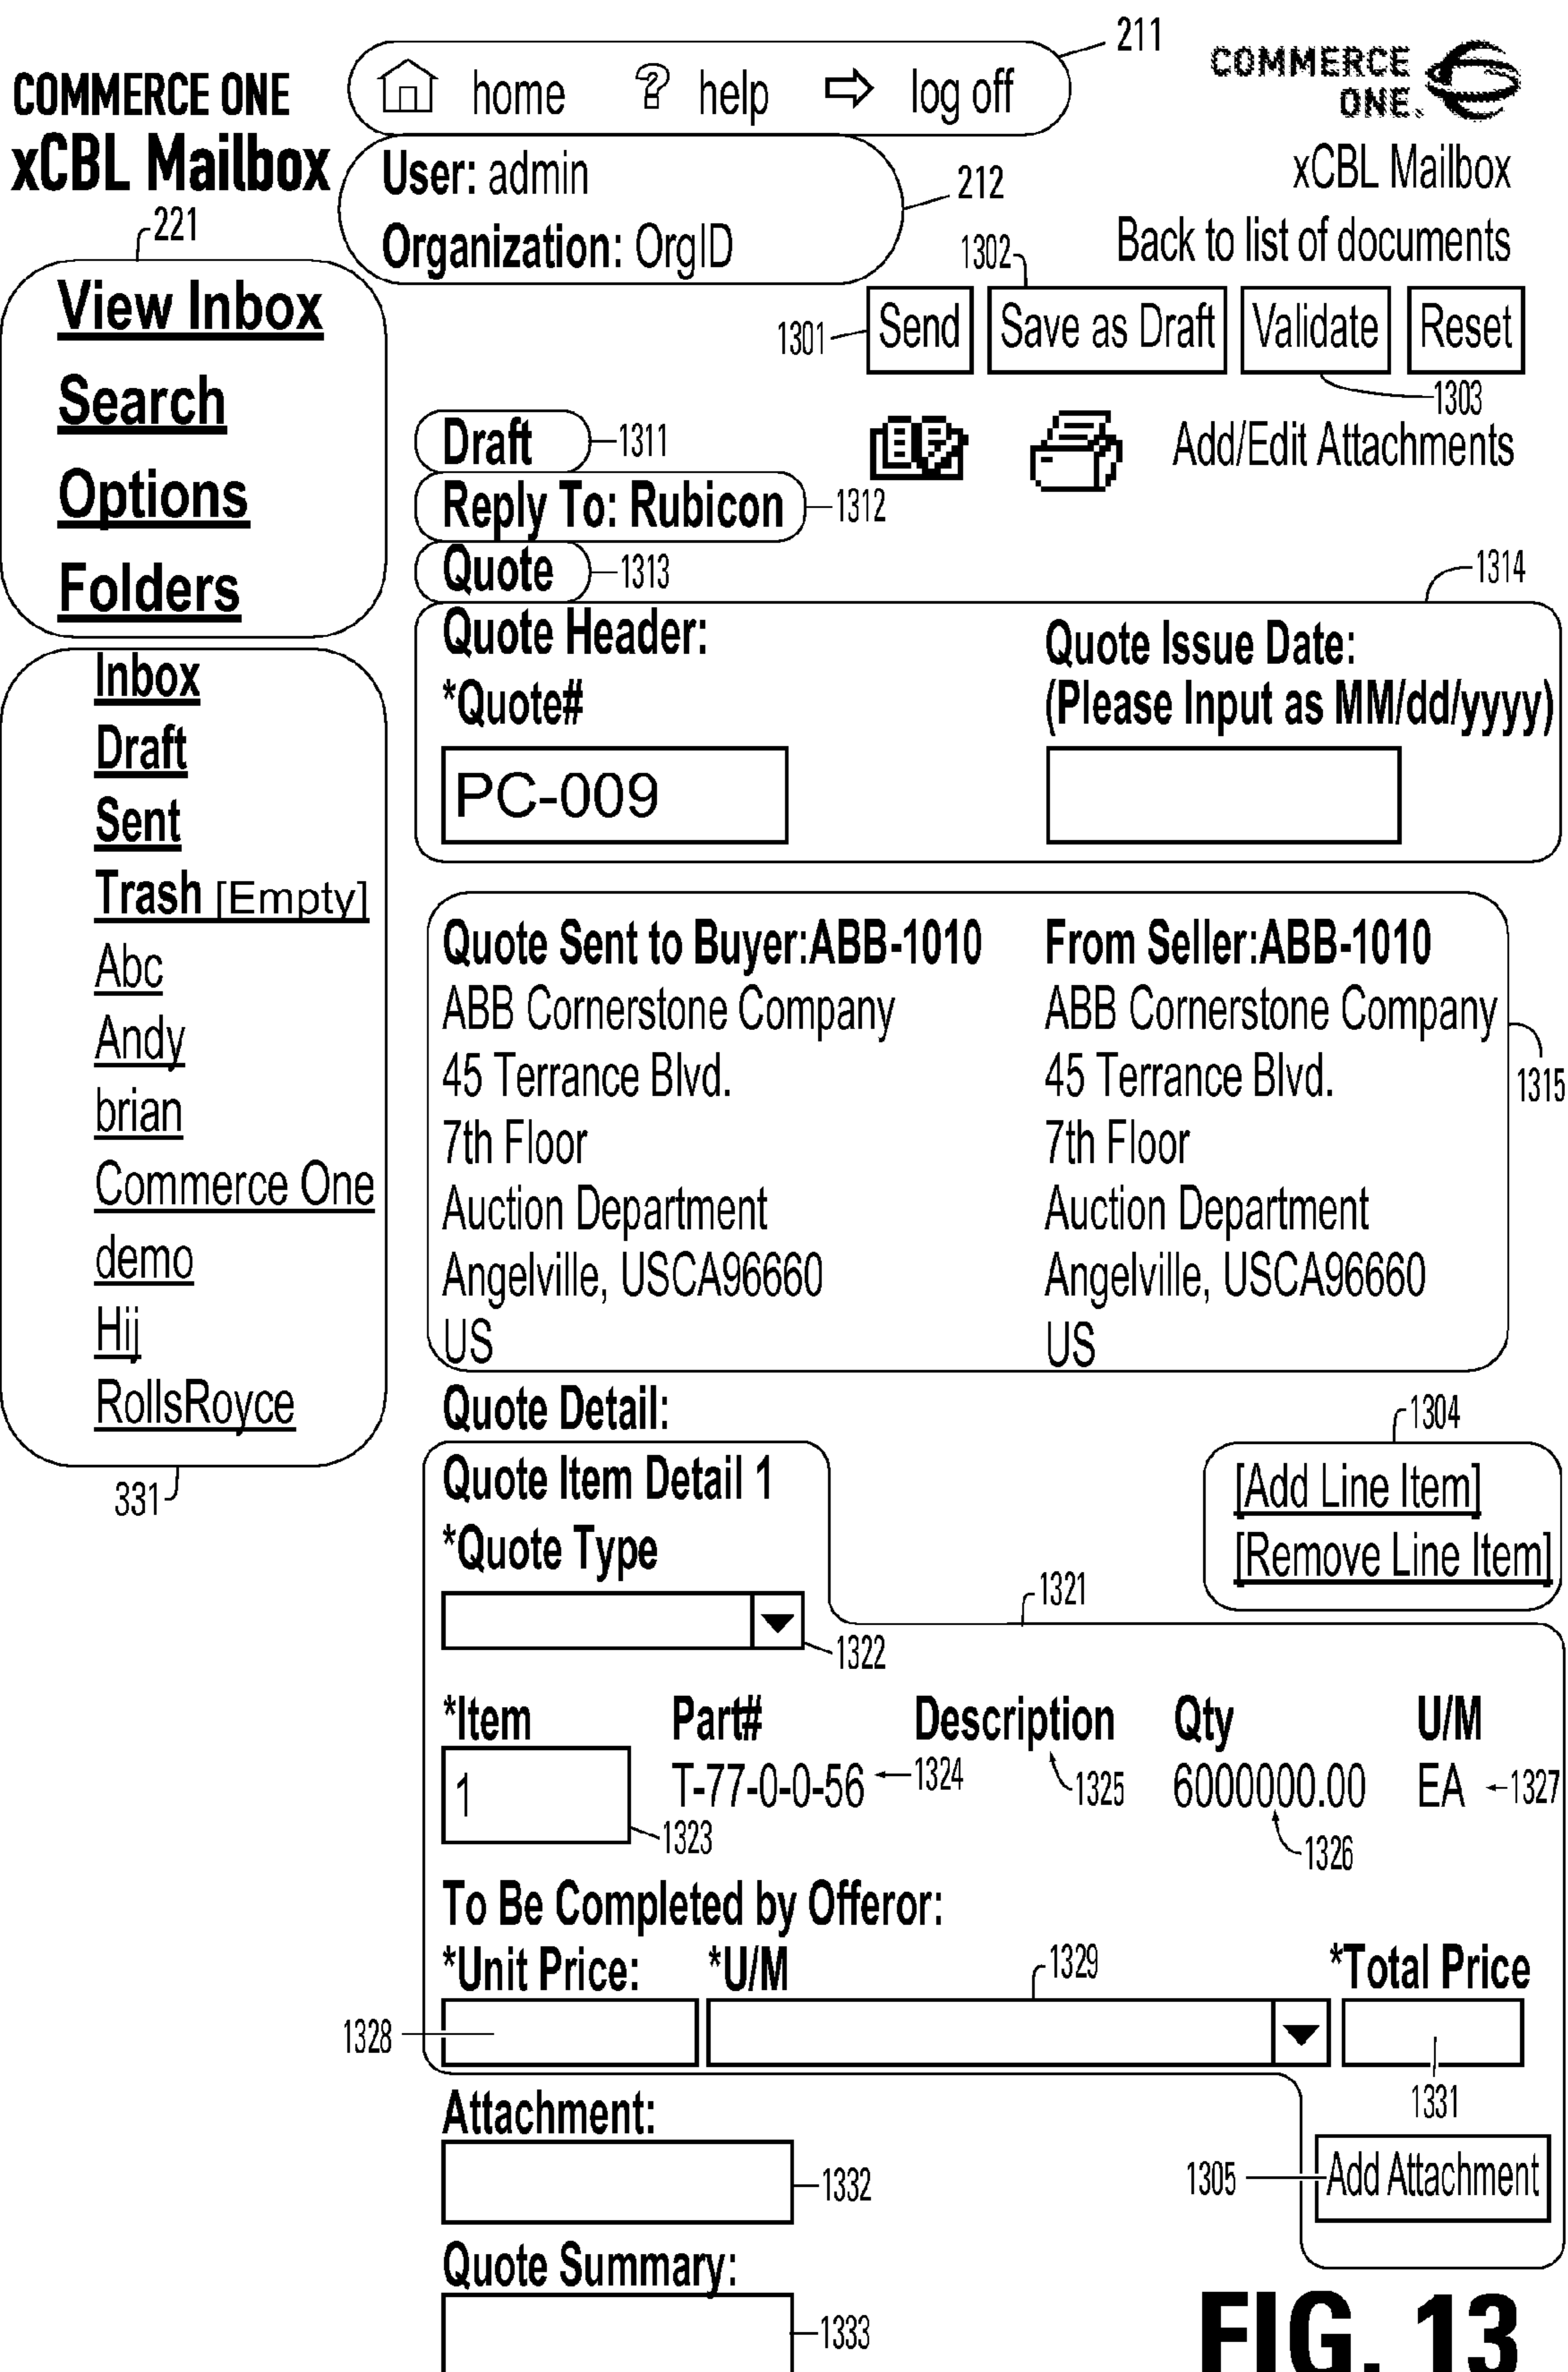 211
COMMERCE ONE
xCBL Mailbox
home ? help log off
COMMERCE
ONE.
xCBL Mailbox
User: admin
Organization: OrgID
212
221
Back to list of documents
1302
1301
Send Save as Draft Validate Reset
1303
View Inbox
Search
Options
Folders
Draft 1311
Add/Edit Attachments
Reply To: Rubicon 1312
Quote 1313
1314
Inbox
Draft
Sent
Trash [Empty]
Abc
Andy
brian
Commerce One
demo
Hij
RollsRoyce
331
Quote Header:
*Quote#
PC-009
Quote Issue Date:
(Please Input as MM/dd/yyyy)
Quote Sent to Buyer:ABB-1010
ABB Cornerstone Company
45 Terrance Blvd.
7th Floor
Auction Department
Angelville, USCA96660
US
From Seller:ABB-1010
ABB Cornerstone Company
45 Terrance Blvd.
7th Floor
Auction Department
Angelville, USCA96660
US
1315
Quote Detail:
1304
Quote Item Detail 1
[Add Line Item]
*Quote Type
[Remove Line Item]
1321
1322
*Item Part# Description Qty U/M
1 T-77-0-0-56 1324 1325 6000000.00 EA 1327
1323
1326
To Be Completed by Offeror:
*Unit Price: *U/M 1329 *Total Price
1328
1331
Attachment:
1332
1305 Add Attachment
Quote Summary:
1333
FIG. 13